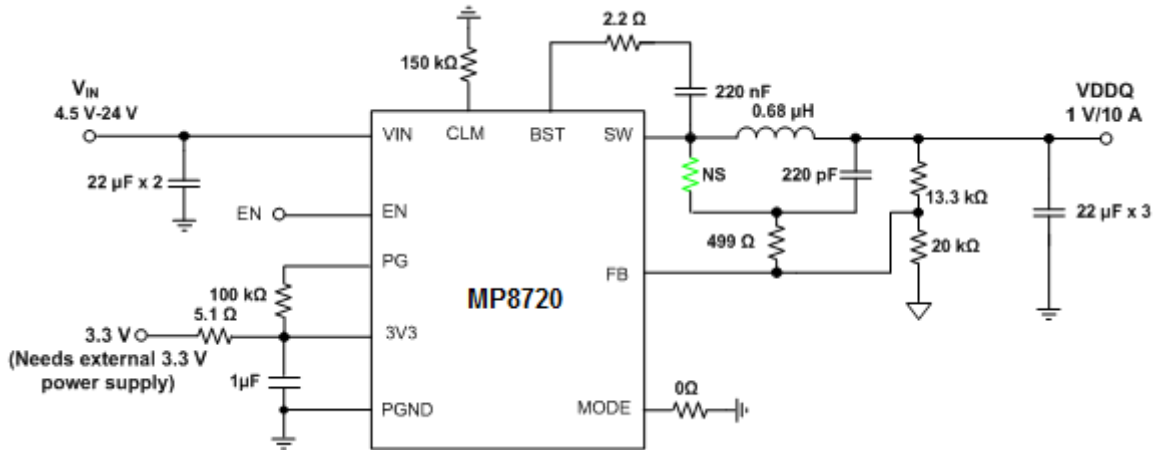 2.2 Ω
150 kΩ
V_IN
4.5 V-24 V
220 nF
0.68 µH
VDDQ
1 V/10 A
VIN
CLM
BST
SW
22 µF x 2
NS
220 pF
13.3 kΩ
22 µF x 3
EN
EN
499 Ω
20 kΩ
PG
FB
100 kΩ
MP8720
5.1 Ω
3.3 V
3V3
(Needs external 3.3 V
power supply)
1µF
0Ω
PGND
MODE